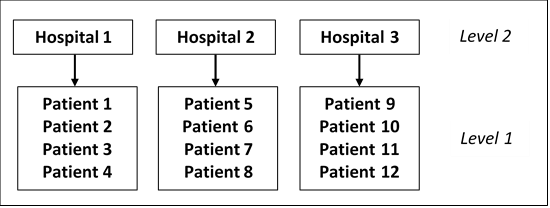 Hospital 1
Hospital 2
Hospital 3
Level 2
Patient 1
Patient 2
Patient 3
Patient 4
Patient 5
Patient 6
Patient 7
Patient 8
Patient 9
Patient 10
Patient 11
Patient 12
Level 1